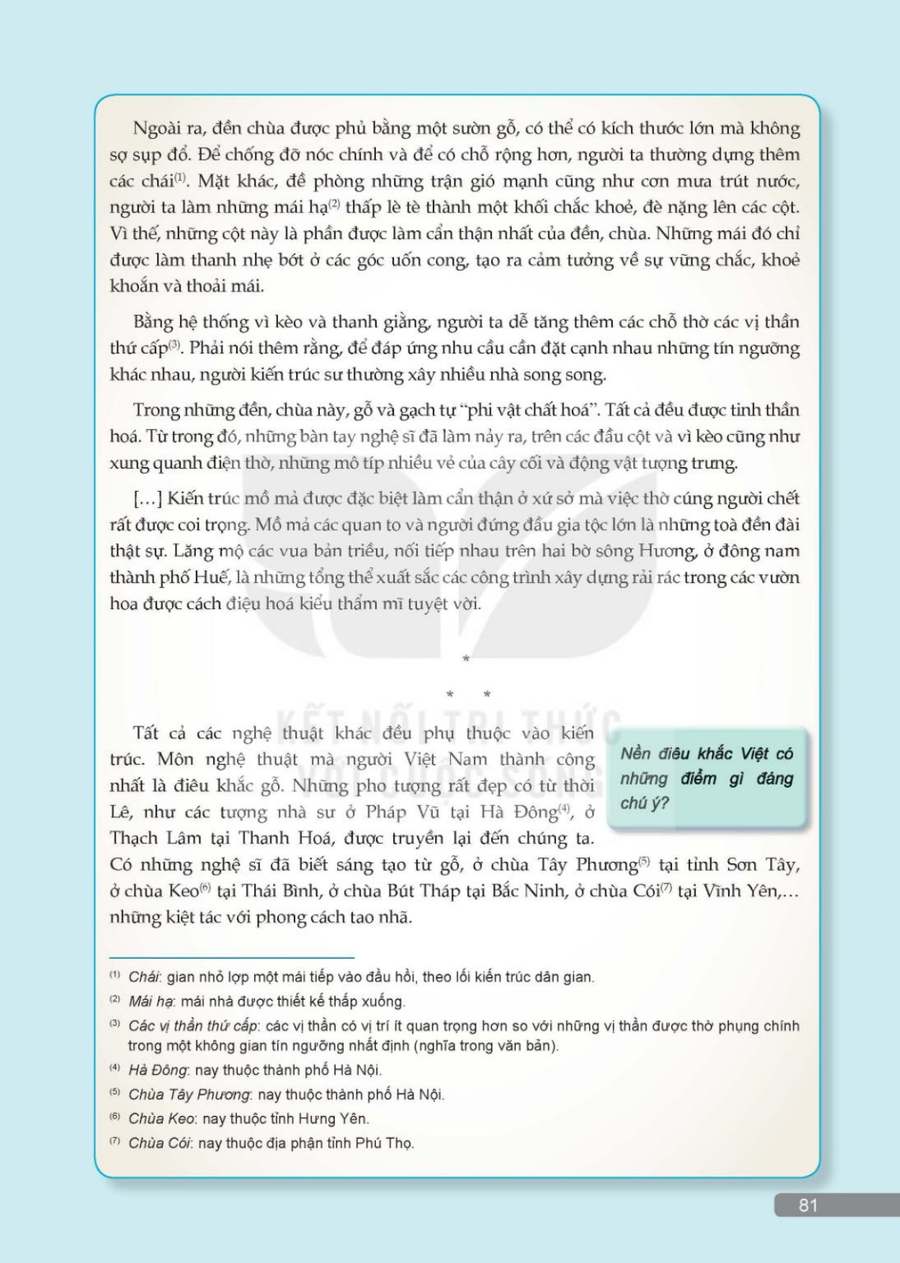 Ngoài ra, đền chùa được phủ bằng một sườn gỗ, có thể có kích thước lớn mà không
sợ sụp đổ. Để chống đỡ nóc chính và để có chỗ rộng hơn, người ta thường dựng thêm
các chái⁽¹⁾. Mặt khác, đề phòng những trận gió mạnh cũng như cơn mưa trút nước,
người ta làm những mái hạ⁽²⁾ thấp lè tè thành một khối chắc khoẻ, đè nặng lên các cột.
Vì thế, những cột này là phần được làm cẩn thận nhất của đền, chùa. Những mái đó chỉ
được làm thanh nhẹ bớt ở các góc uốn cong, tạo ra cảm tưởng về sự vững chắc, khoẻ
khoắn và thoải mái.
Bằng hệ thống vì kèo và thanh giằng, người ta dễ tăng thêm các chỗ thờ các vị thần
thứ cấp⁽³⁾. Phải nói thêm rằng, để đáp ứng nhu cầu cần đặt cạnh nhau những tín ngưỡng
khác nhau, người kiến trúc sư thường xây nhiều nhà song song.
Trong những đền, chùa này, gỗ và gạch tự “phi vật chất hoá”. Tất cả đều được tinh thần
hoá. Từ trong đó, những bàn tay nghệ sĩ đã làm nảy ra, trên các đầu cột và vì kèo cũng như
xung quanh điện thờ, những mô típ nhiều vẻ của cây cối và động vật tượng trưng.
[…] Kiến trúc mồ mả được đặc biệt làm cẩn thận ở xứ sở mà việc thờ cúng người chết
rất được coi trọng. Mồ mả các quan to và người đứng đầu gia tộc lớn là những toà đền đài
thật sự. Lăng mộ các vua bản triều, nối tiếp nhau trên hai bờ sông Hương, ở đông nam
thành phố Huế, là những tổng thể xuất sắc các công trình xây dựng rải rác trong các vườn
hoa được cách điệu hoá kiểu thẩm mĩ tuyệt vời.
*
* *
KẾT NỐI TRI THỨC
VỚI CUỘC SỐNG
Tất cả các nghệ thuật khác đều phụ thuộc vào kiến
trúc. Môn nghệ thuật mà người Việt Nam thành công
nhất là điêu khắc gỗ. Những pho tượng rất đẹp có từ thời
Lê, như các tượng nhà sư ở Pháp Vũ tại Hà Đông⁽⁴⁾, ở
Thạch Lâm tại Thanh Hoá, được truyền lại đến chúng ta.
Có những nghệ sĩ đã biết sáng tạo từ gỗ, ở chùa Tây Phương⁽⁵⁾ tại tỉnh Sơn Tây,
ở chùa Keo⁽⁶⁾ tại Thái Bình, ở chùa Bút Tháp tại Bắc Ninh, ở chùa Cói⁽⁷⁾ tại Vĩnh Yên,…
những kiệt tác với phong cách tao nhã.
Nền điêu khắc Việt có
những điểm gì đáng
chú ý?
⁽¹⁾ Chái: gian nhỏ lợp một mái tiếp vào đầu hồi, theo lối kiến trúc dân gian.
⁽²⁾ Mái hạ: mái nhà được thiết kế thấp xuống.
⁽³⁾ Các vị thần thứ cấp: các vị thần có vị trí ít quan trọng hơn so với những vị thần được thờ phụng chính
trong một không gian tín ngưỡng nhất định (nghĩa trong văn bản).
⁽⁴⁾ Hà Đông: nay thuộc thành phố Hà Nội.
⁽⁵⁾ Chùa Tây Phương: nay thuộc thành phố Hà Nội.
⁽⁶⁾ Chùa Keo: nay thuộc tỉnh Hưng Yên.
⁽⁷⁾ Chùa Cói: nay thuộc địa phận tỉnh Phú Thọ.
81